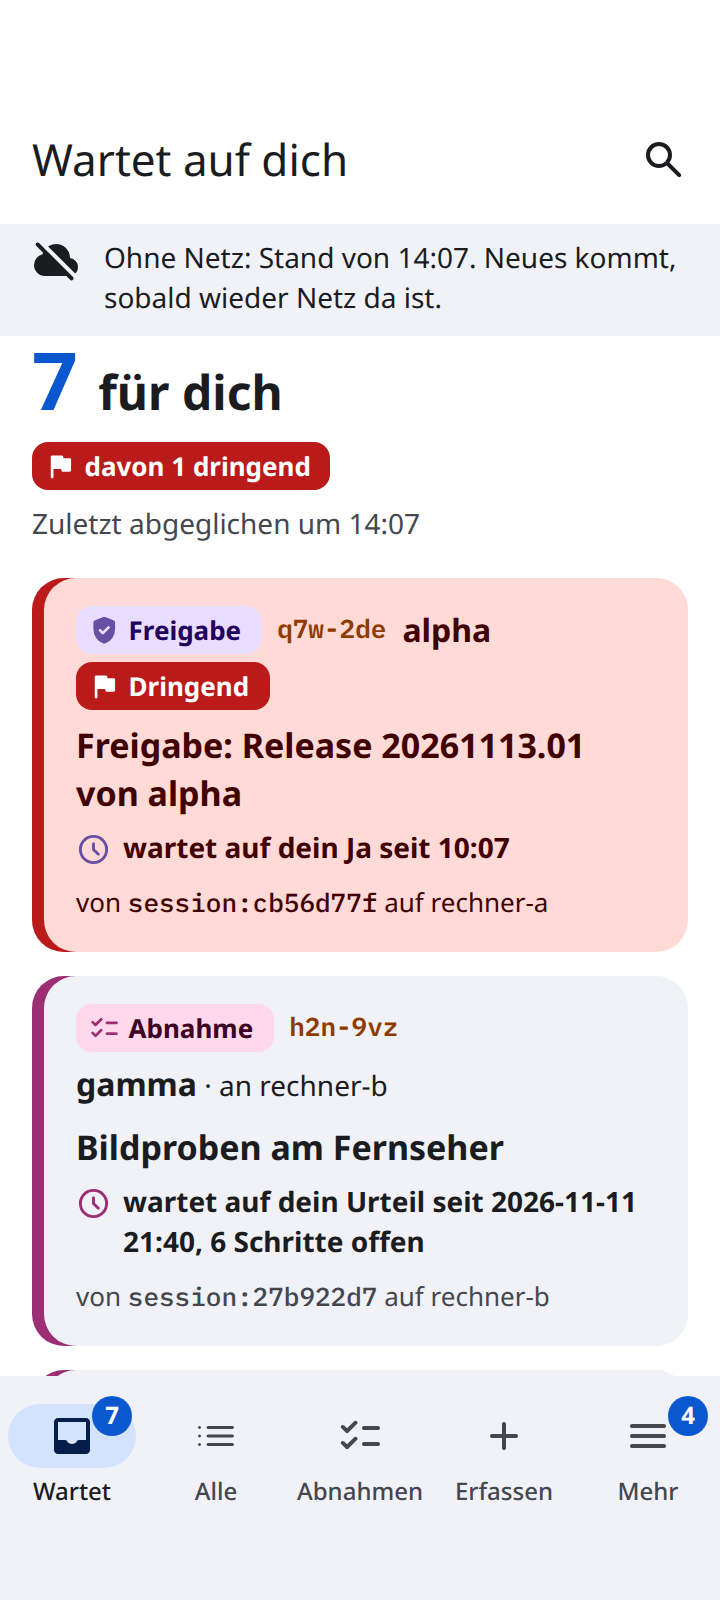 Wartet auf dich
Ohne Netz: Stand von 14:07. Neues kommt,
sobald wieder Netz da ist.
7 für dich
davon 1 dringend
Zuletzt abgeglichen um 14:07
Freigabe q7w-2de alpha
Dringend
Freigabe: Release 20261113.01
von alpha
wartet auf dein Ja seit 10:07
von session:cb56d77f auf rechner-a
Abnahme h2n-9vz
gamma · an rechner-b
Bildproben am Fernseher
wartet auf dein Urteil seit 2026-11-11
21:40, 6 Schritte offen
von session:27b922d7 auf rechner-b
7 4
Wartet Alle Abnahmen Erfassen Mehr